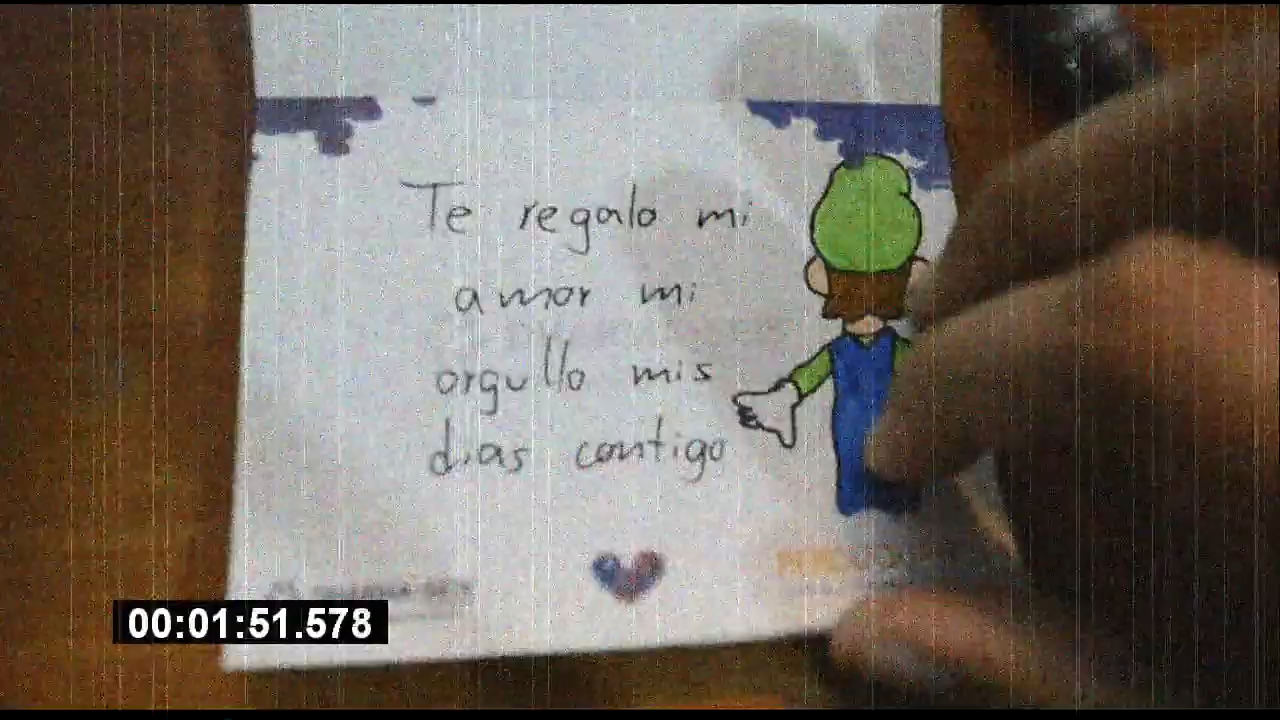 Te regalo mi
amor mi
orgullo mis
dias contigo
00:01:51.578